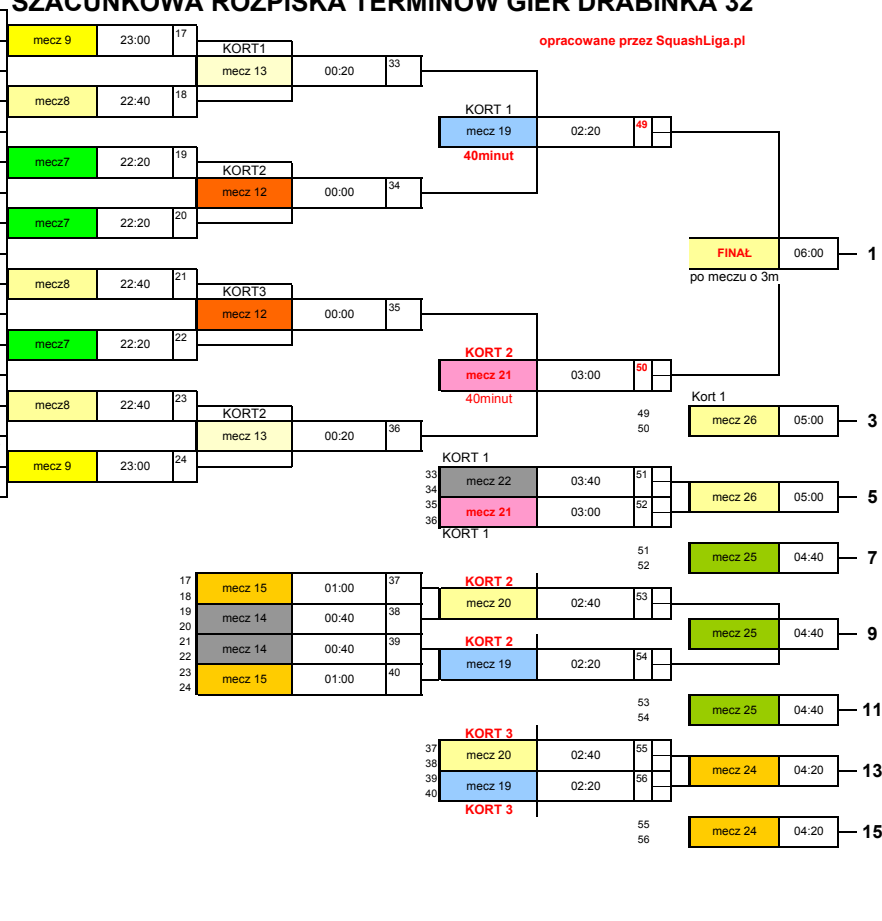 SZACUNKOWA ROZPISKA TERMINÓW GIER DRABINKA 32
opracowane przez SquashLiga.pl
mecz 9 23:00 17
KORT1
mecz 13 00:20 33
mecz8 22:40 18
KORT 1
mecz 19 02:20 49
40minut
mecz7 22:20 19
KORT2
mecz 12 00:00 34
mecz7 22:20 20
FINAŁ 06:00 1
po meczu o 3m
mecz8 22:40 21
KORT3
mecz 12 00:00 35
mecz7 22:20 22
KORT 2
mecz 21 03:00 50
40minut
mecz8 22:40 23
KORT2
mecz 13 00:20 36
mecz 9 23:00 24
Kort 1
49
50
mecz 26 05:00 3
KORT 1
33
34
mecz 22 03:40 51
35
36
mecz 21 03:00 52
KORT 1
mecz 26 05:00 5
51
52
mecz 25 04:40 7
17
18
mecz 15 01:00 37
19
20
mecz 14 00:40 38
21
22
mecz 14 00:40 39
23
24
mecz 15 01:00 40
KORT 2
mecz 20 02:40 53
KORT 2
mecz 19 02:20 54
mecz 25 04:40 9
53
54
mecz 25 04:40 11
KORT 3
37
38
mecz 20 02:40 55
39
40
mecz 19 02:20 56
KORT 3
mecz 24 04:20 13
55
56
mecz 24 04:20 15